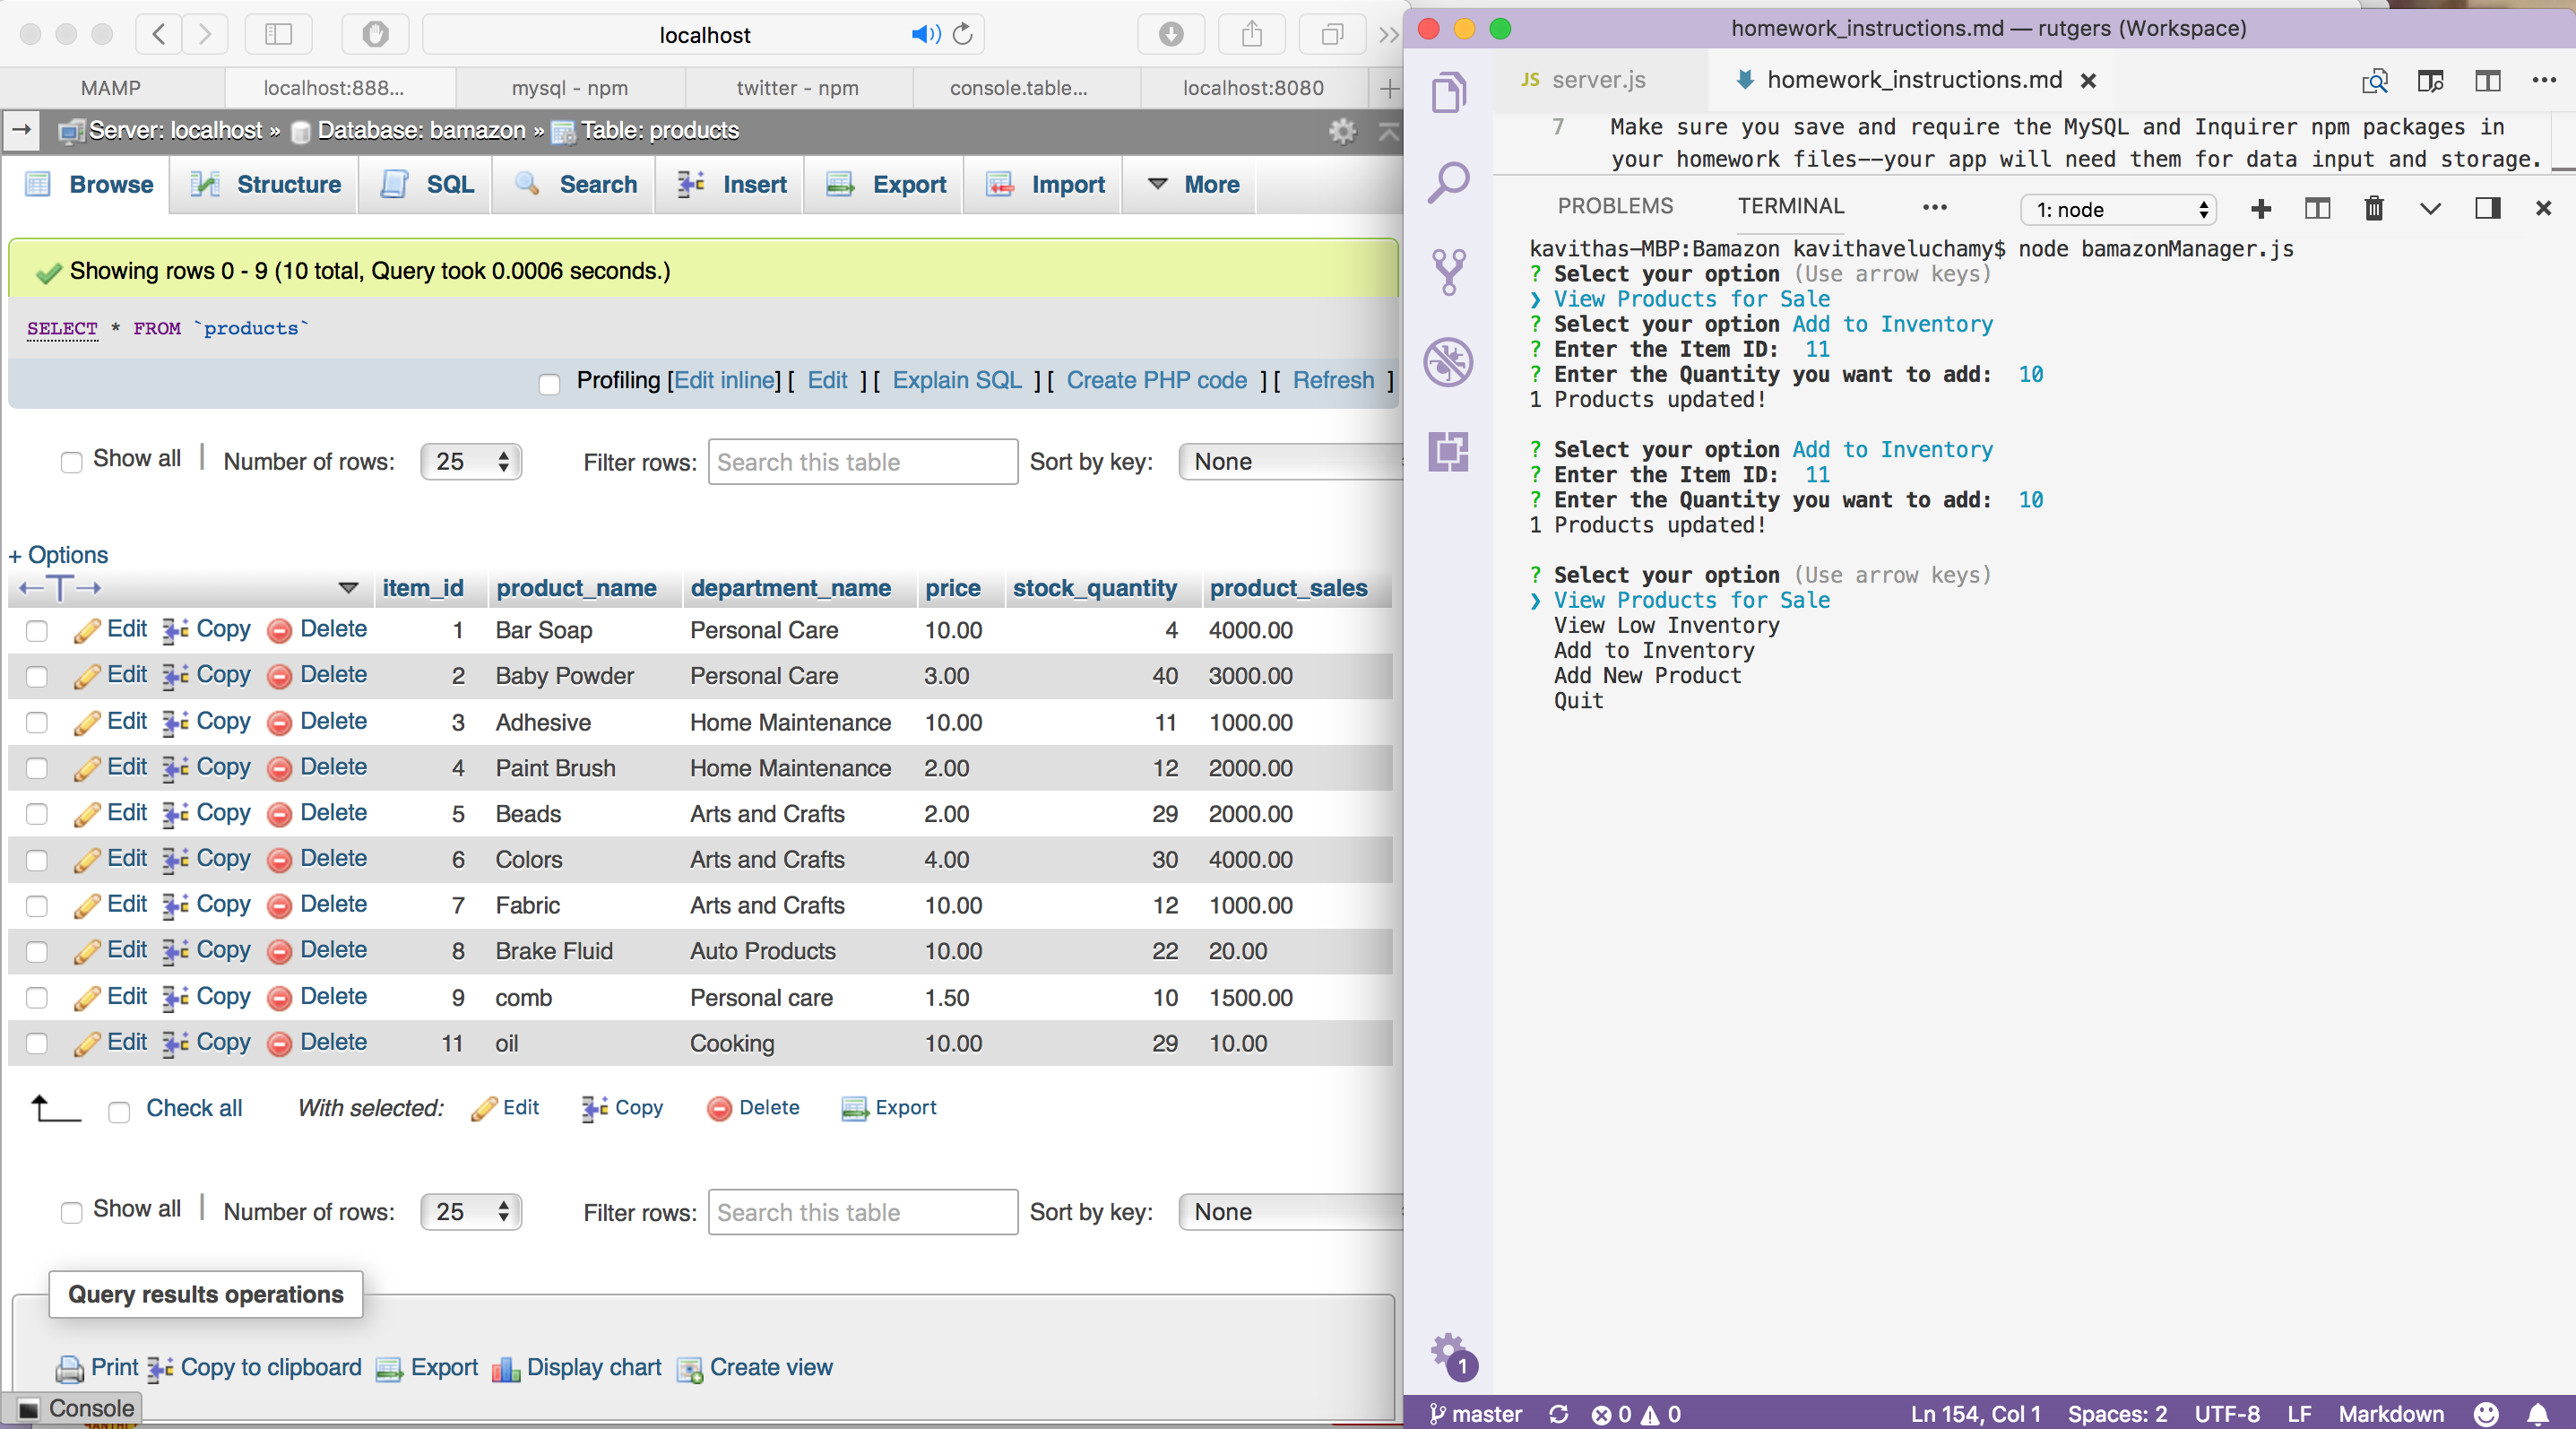 localhost
MAMP
localhost:888...
mysql - npm
twitter - npm
console.table...
localhost:8080
Server: localhost » Database: bamazon » Table: products
Browse Structure SQL Search Insert Export Import More
Showing rows 0 - 9 (10 total, Query took 0.0006 seconds.)
SELECT * FROM `products`
Profiling [Edit inline] [ Edit ] [ Explain SQL ] [ Create PHP code ] [ Refresh ]
Show all | Number of rows: 25 Filter rows: Search this table Sort by key: None
+ Options
item_id product_name department_name price stock_quantity product_sales
Edit Copy Delete 1 Bar Soap Personal Care 10.00 4 4000.00
Edit Copy Delete 2 Baby Powder Personal Care 3.00 40 3000.00
Edit Copy Delete 3 Adhesive Home Maintenance 10.00 11 1000.00
Edit Copy Delete 4 Paint Brush Home Maintenance 2.00 12 2000.00
Edit Copy Delete 5 Beads Arts and Crafts 2.00 29 2000.00
Edit Copy Delete 6 Colors Arts and Crafts 4.00 30 4000.00
Edit Copy Delete 7 Fabric Arts and Crafts 10.00 12 1000.00
Edit Copy Delete 8 Brake Fluid Auto Products 10.00 22 20.00
Edit Copy Delete 9 comb Personal care 1.50 10 1500.00
Edit Copy Delete 11 oil Cooking 10.00 29 10.00
Check all With selected: Edit Copy Delete Export
Show all | Number of rows: 25 Filter rows: Search this table Sort by key: None
Query results operations
Print Copy to clipboard Export Display chart Create view
Console
homework_instructions.md — rutgers (Workspace)
JS server.js homework_instructions.md
7 Make sure you save and require the MySQL and Inquirer npm packages in
your homework files--your app will need them for data input and storage.
PROBLEMS TERMINAL ... 1: node
kavithas-MBP:Bamazon kavithaveluchamy$ node bamazonManager.js
? Select your option (Use arrow keys)
❯ View Products for Sale
? Select your option Add to Inventory
? Enter the Item ID: 11
? Enter the Quantity you want to add: 10
1 Products updated!
? Select your option Add to Inventory
? Enter the Item ID: 11
? Enter the Quantity you want to add: 10
1 Products updated!
? Select your option (Use arrow keys)
❯ View Products for Sale
View Low Inventory
Add to Inventory
Add New Product
Quit
1
master 0 0 Ln 154, Col 1 Spaces: 2 UTF-8 LF Markdown